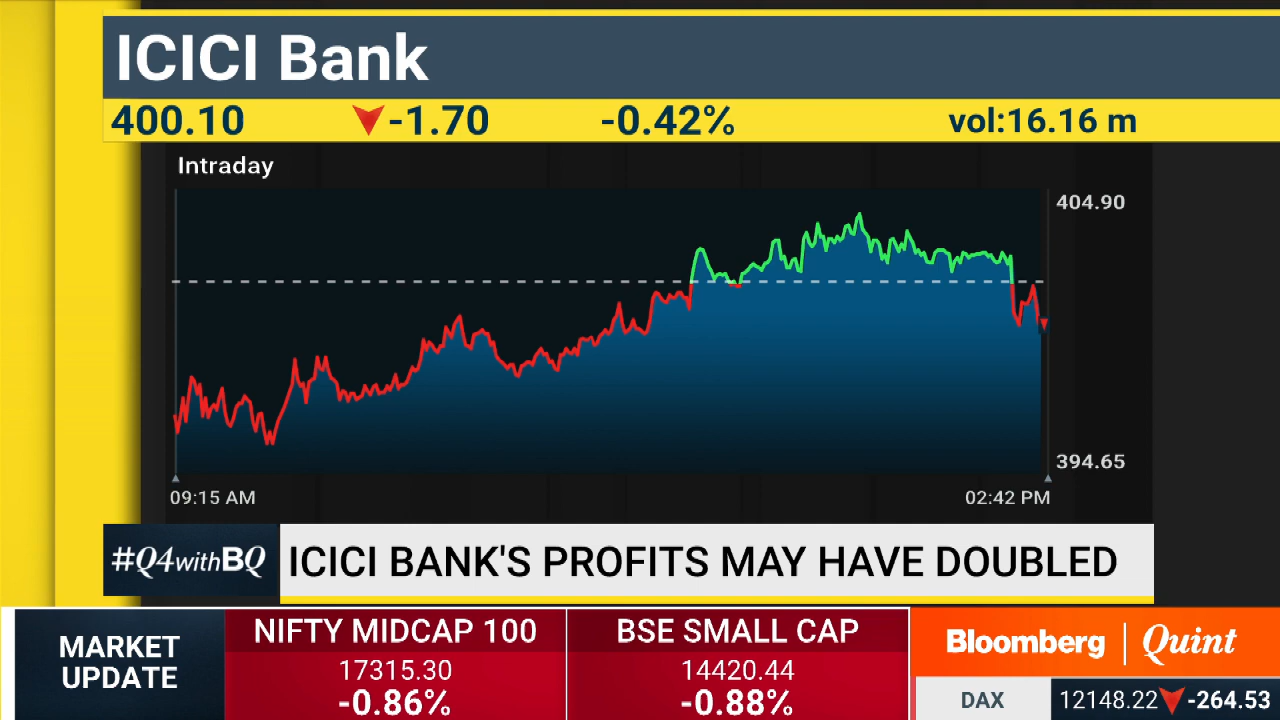 ICICI Bank
400.10 -1.70 -0.42% vol:16.16 m
Intraday
404.90
394.65
09:15 AM 02:42 PM
#Q4withBQ ICICI BANK'S PROFITS MAY HAVE DOUBLED
MARKET UPDATE
NIFTY MIDCAP 100
17315.30
-0.86%
BSE SMALL CAP
14420.44
-0.88%
Bloomberg | Quint
DAX 12148.22 -264.53